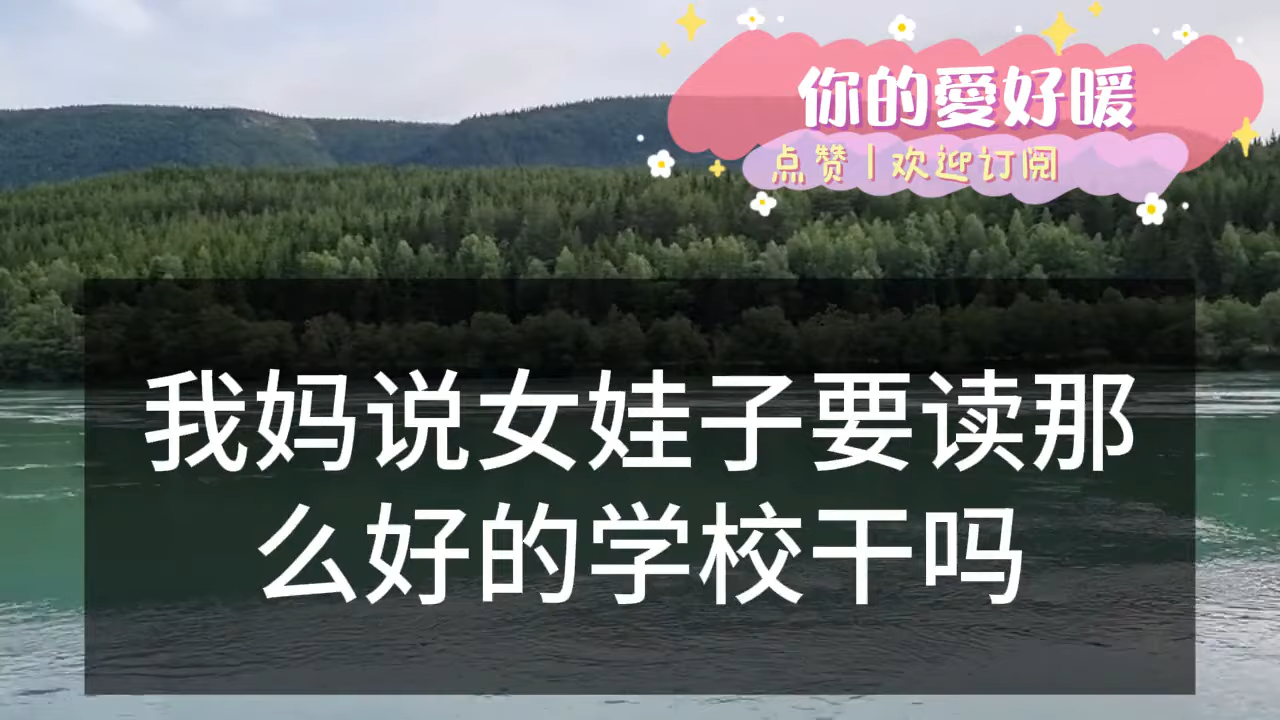 你的愛好暖
点赞|欢迎订阅
我妈说女娃子要读那
么好的学校干吗